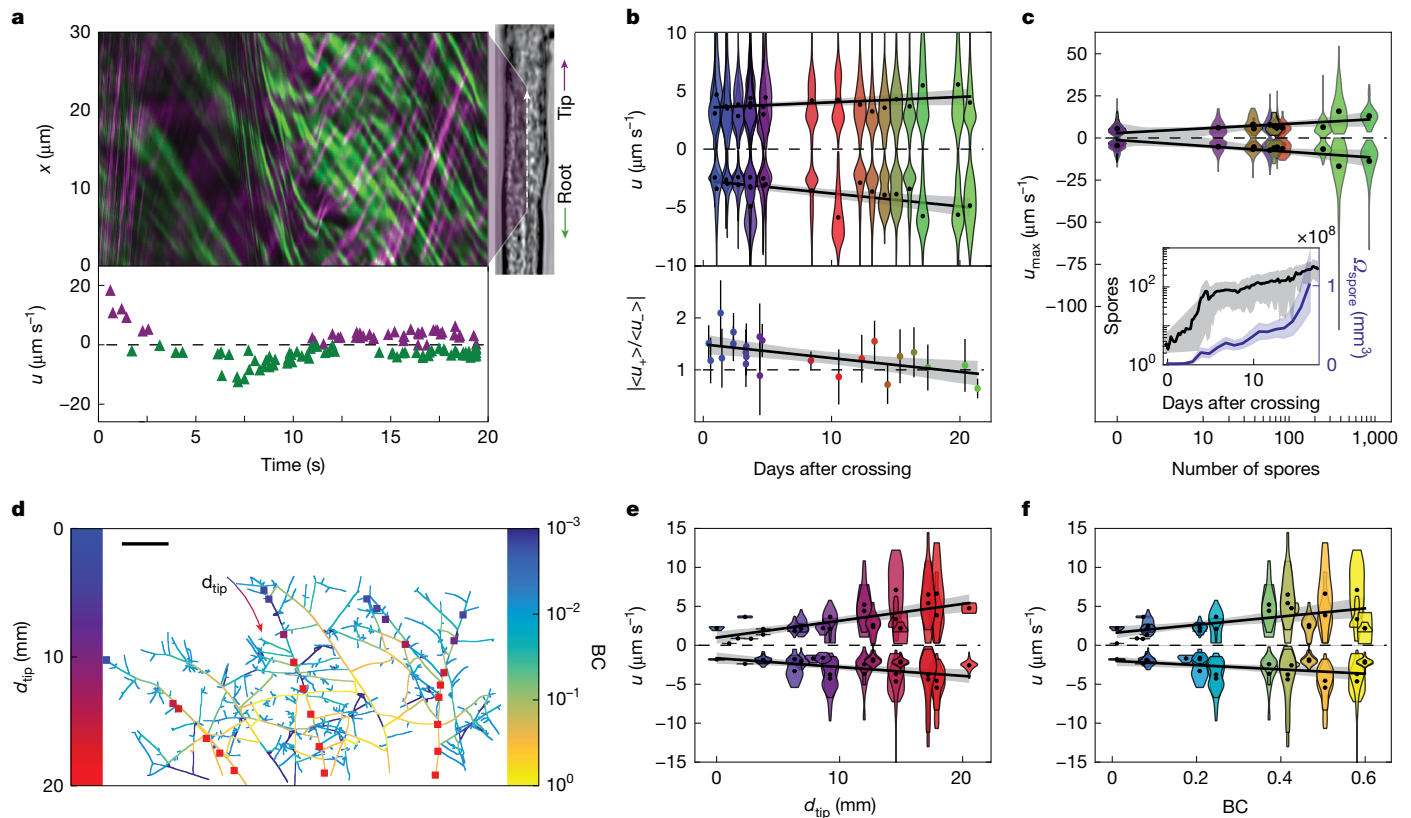 a
30
20
10
0
x (μm)
Tip
Root
20
0
−20
u (μm s⁻¹)
0
5
10
15
20
Time (s)
b
10
5
0
−5
−10
u (μm s⁻¹)
2
1
|<u₊>/<u₋>|
0
10
20
Days after crossing
c
50
25
0
−25
−50
−75
−100
u_max (μm s⁻¹)
×10⁸
10²
10⁰
Spores
1
0
Ω_spore (mm³)
10
Days after crossing
0
10
100
1,000
Number of spores
d
0
10
20
d_tip (mm)
d_tip
10⁻³
10⁻²
10⁻¹
10⁰
BC
e
15
10
5
0
−5
−10
−15
u (μm s⁻¹)
0
10
20
d_tip (mm)
f
15
10
5
0
−5
−10
−15
u (μm s⁻¹)
0
0.2
0.4
0.6
BC